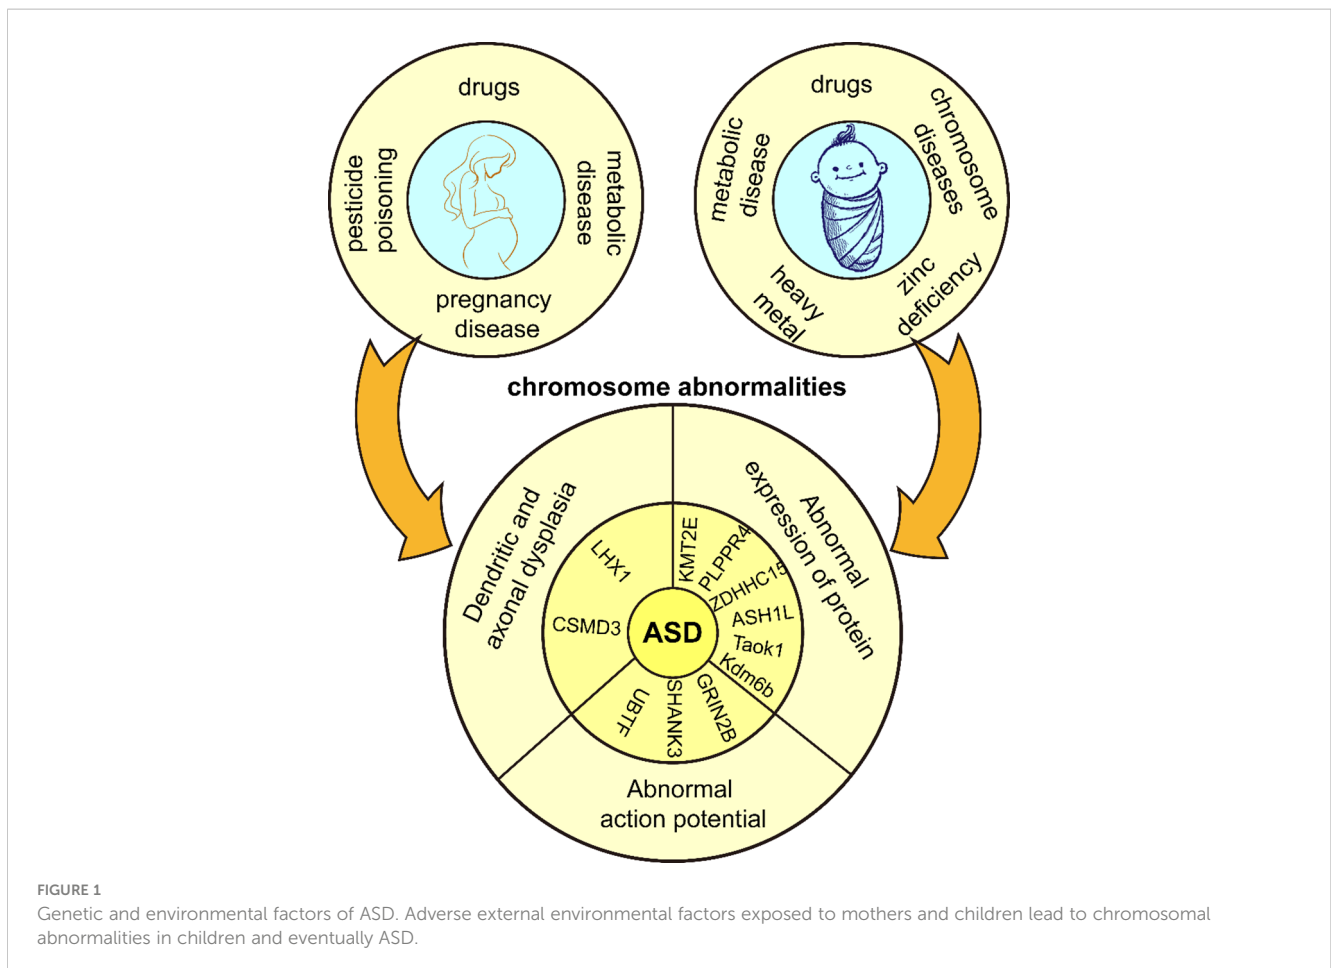 drugs
pesticide
poisoning
metabolic
disease
pregnancy
disease
drugs
metabolic
disease
chromosome
diseases
heavy
metal
zinc
deficiency
chromosome abnormalities
Dendritic and
axonal dysplasia
Abnormal
expression of protein
LHX1
CSMD3
KMT2E
PLPPR4
ZDHHC15
ASH1L
Taok1
Kdm6b
ASD
UBTF
SHANK3
GRIN2B
Abnormal
action potential
FIGURE 1
Genetic and environmental factors of ASD. Adverse external environmental factors exposed to mothers and children lead to chromosomal
abnormalities in children and eventually ASD.